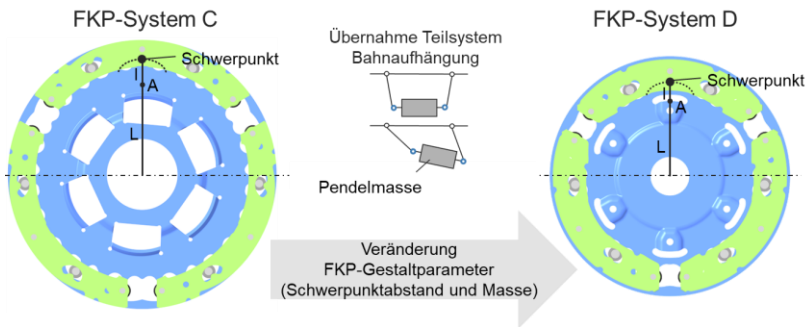 FKP-System C
Schwerpunkt
l
A
L
Übernahme Teilsystem
Bahnaufhängung
Pendelmasse
Veränderung
FKP-Gestaltparameter
(Schwerpunktabstand und Masse)
FKP-System D
Schwerpunkt
l
A
L